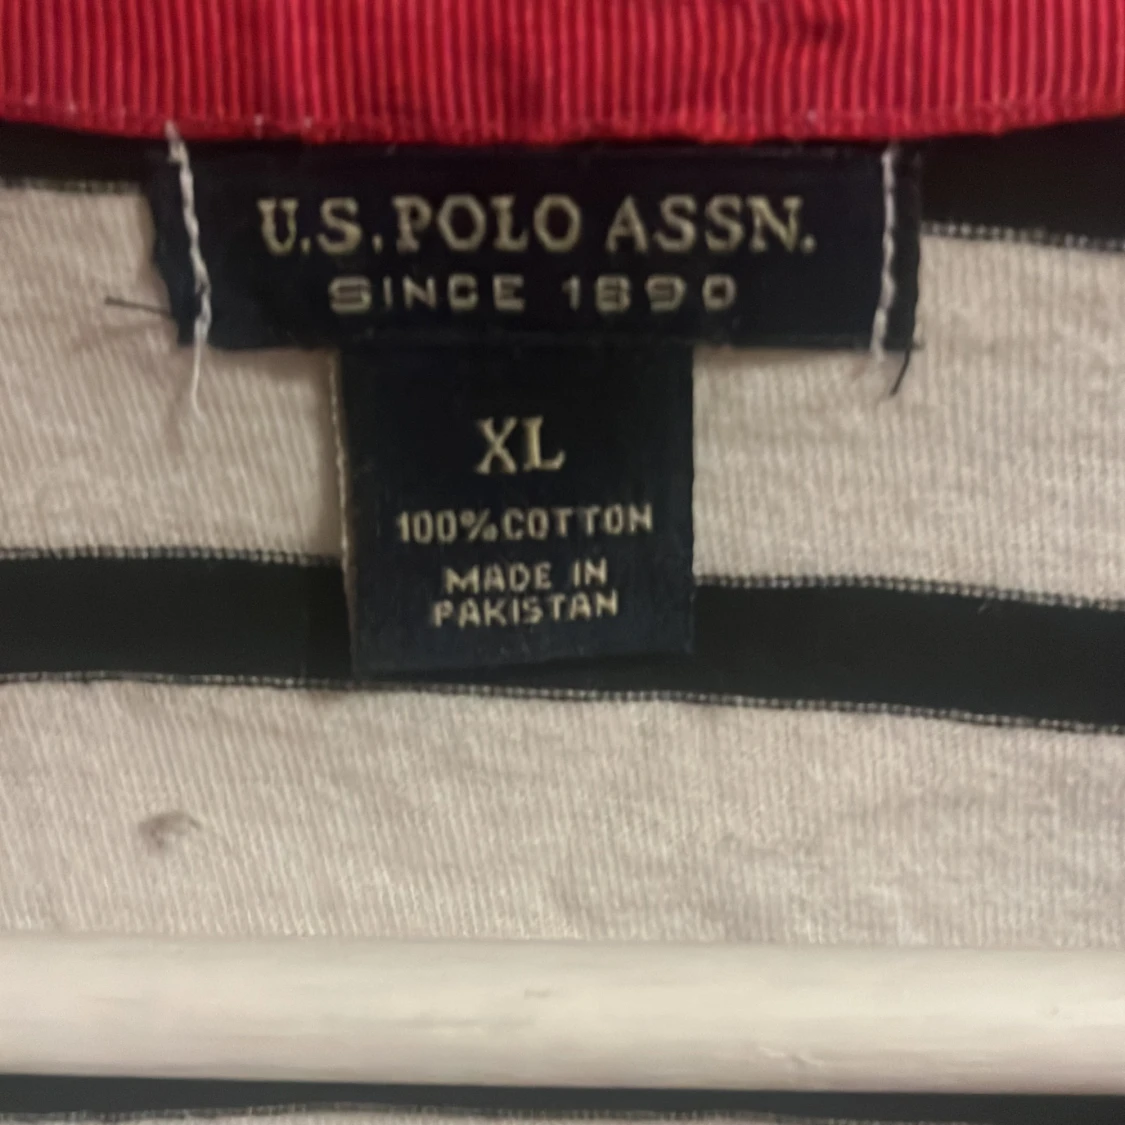 U.S. POLO ASSN.
SINCE 1890
XL
100% COTTON
MADE IN
PAKISTAN